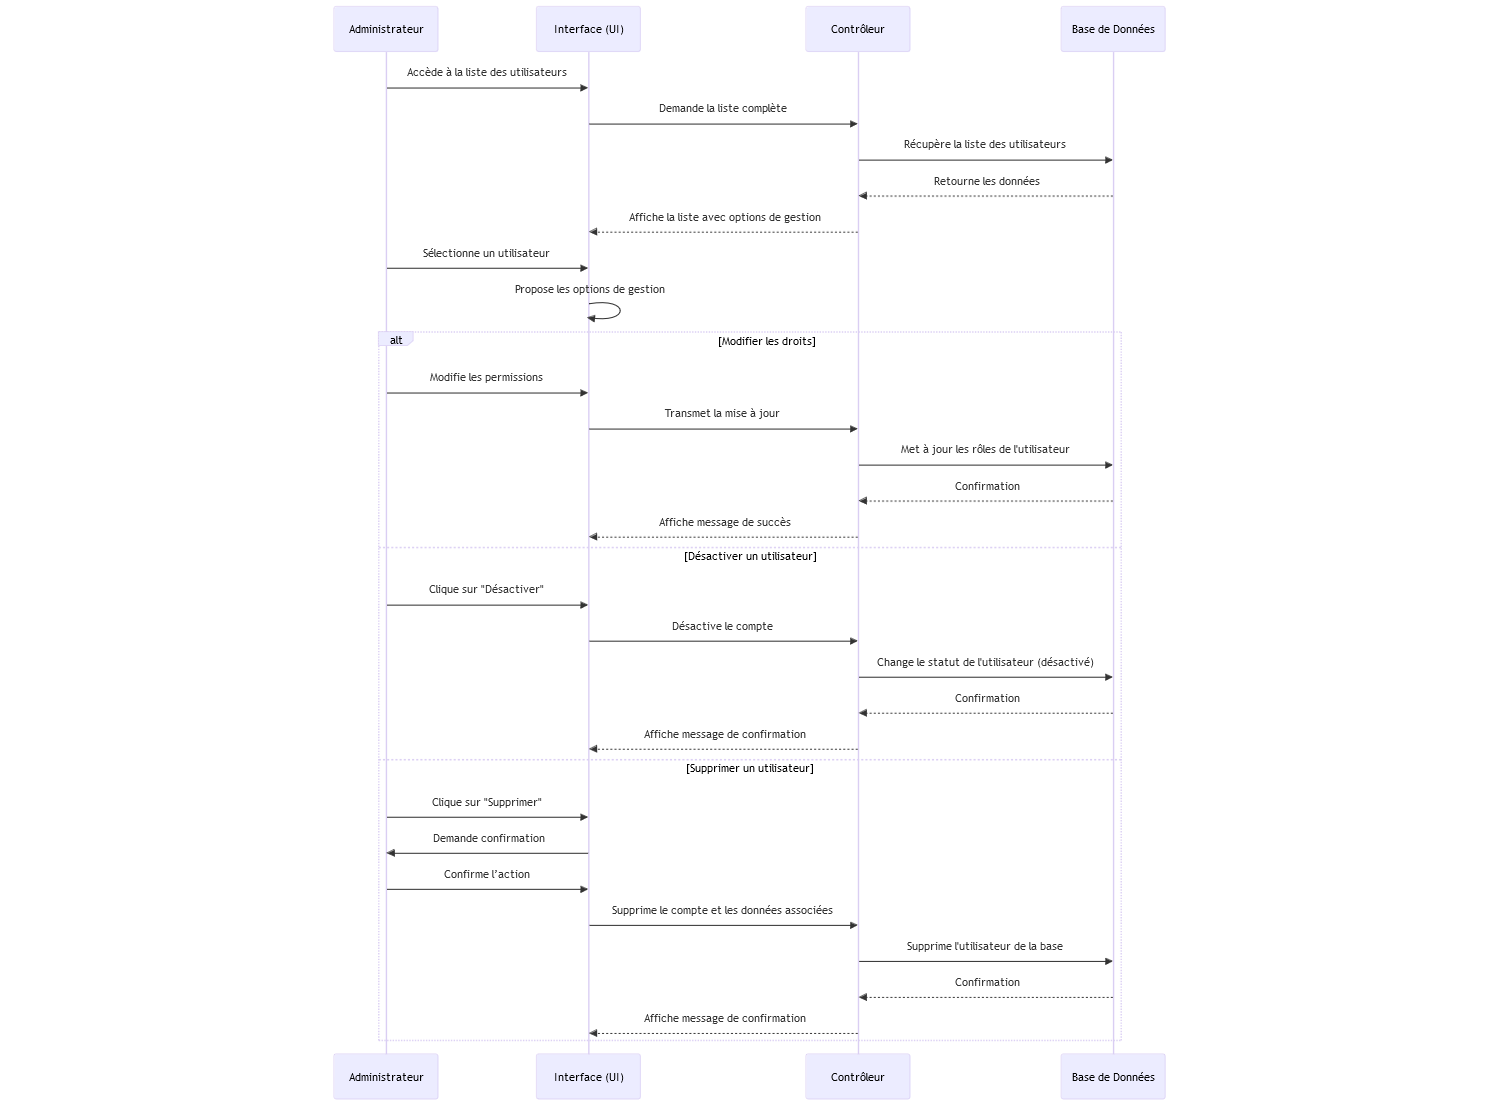 Administrateur
Interface (UI)
Contrôleur
Base de Données
Accède à la liste des utilisateurs
Demande la liste complète
Récupère la liste des utilisateurs
Retourne les données
Affiche la liste avec options de gestion
Sélectionne un utilisateur
Propose les options de gestion
alt
[Modifier les droits]
Modifie les permissions
Transmet la mise à jour
Met à jour les rôles de l'utilisateur
Confirmation
Affiche message de succès
[Désactiver un utilisateur]
Clique sur "Désactiver"
Désactive le compte
Change le statut de l'utilisateur (désactivé)
Confirmation
Affiche message de confirmation
[Supprimer un utilisateur]
Clique sur "Supprimer"
Demande confirmation
Confirme l’action
Supprime le compte et les données associées
Supprime l'utilisateur de la base
Confirmation
Affiche message de confirmation
Administrateur
Interface (UI)
Contrôleur
Base de Données